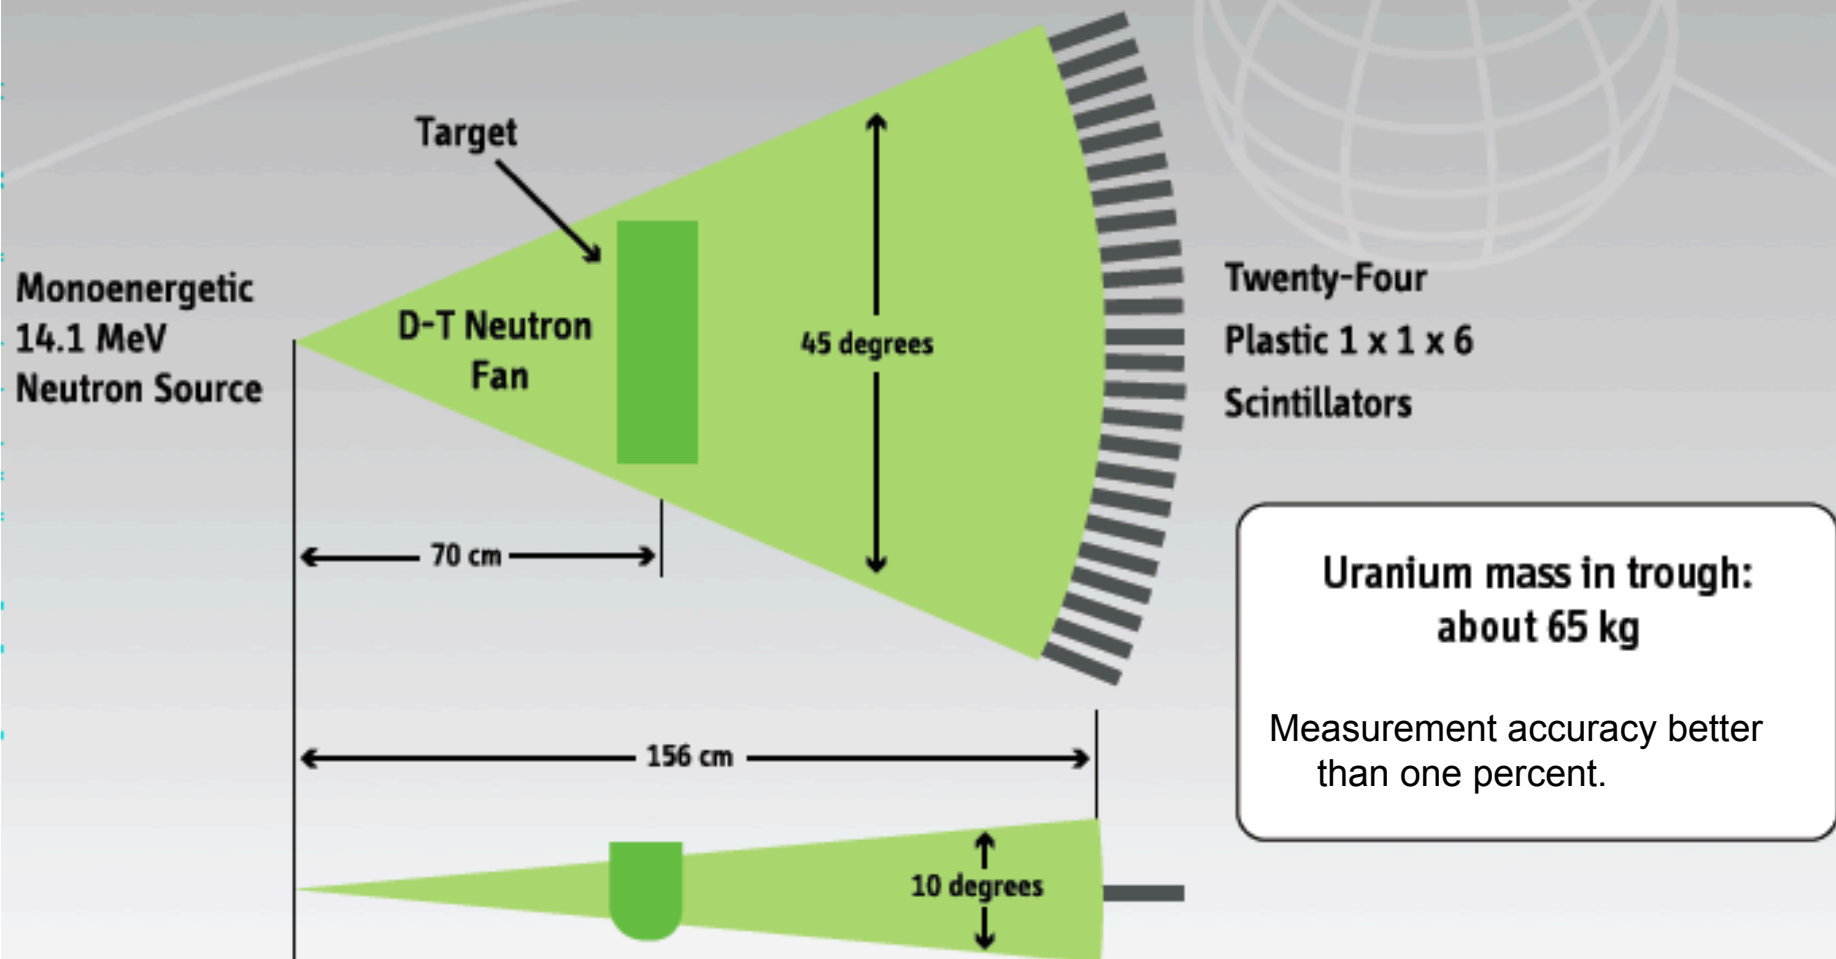 Target
Monoenergetic
14.1 MeV
Neutron Source
D-T Neutron
Fan
45 degrees
Twenty-Four
Plastic 1 x 1 x 6
Scintillators
70 cm
Uranium mass in trough:
about 65 kg
Measurement accuracy better
than one percent.
156 cm
10 degrees